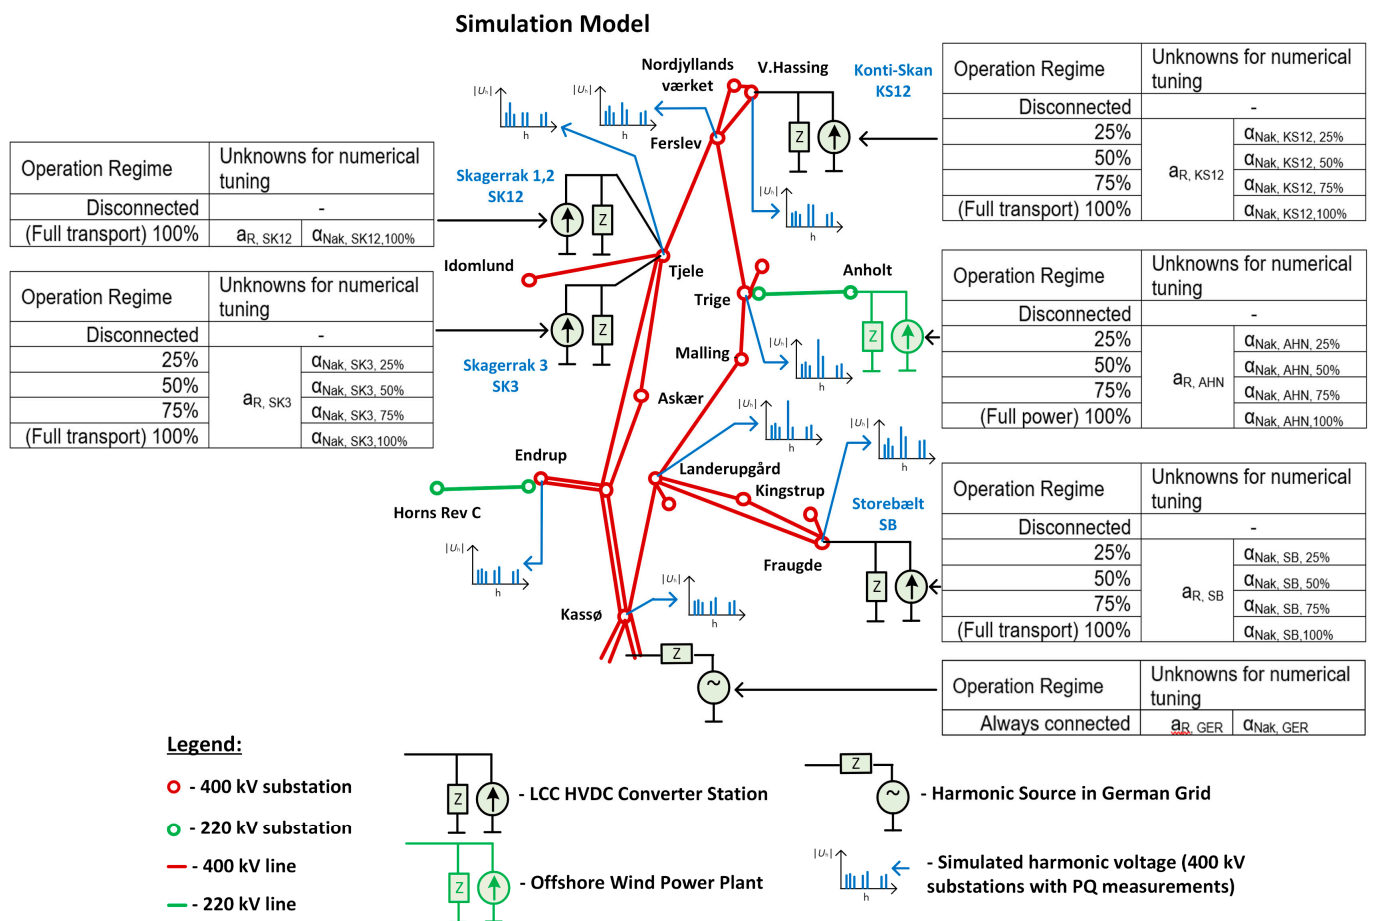 Simulation Model
Nordjyllands
værket
V.Hassing
Konti-Skan
KS12
Operation Regime
Unknowns for numerical
tuning
Disconnected
-
25%
50%
75%
(Full transport) 100%
aR, KS12
αNak, KS12, 25%
αNak, KS12, 50%
αNak, KS12, 75%
αNak, KS12,100%
|Uh|
h
|Uh|
h
Ferslev
Z
Operation Regime
Unknowns for numerical
tuning
Disconnected
-
(Full transport) 100%
aR, SK12
αNak, SK12,100%
Skagerrak 1,2
SK12
Z
|Uh|
h
Idomlund
Tjele
Trige
Anholt
Z
Operation Regime
Unknowns for numerical
tuning
Disconnected
-
25%
50%
75%
(Full power) 100%
aR, AHN
αNak, AHN, 25%
αNak, AHN, 50%
αNak, AHN, 75%
αNak, AHN,100%
Operation Regime
Unknowns for numerical
tuning
Disconnected
-
25%
50%
75%
(Full transport) 100%
aR, SK3
αNak, SK3, 25%
αNak, SK3, 50%
αNak, SK3, 75%
αNak, SK3,100%
Z
Skagerrak 3
SK3
Malling
|Uh|
h
Askær
|Uh|
h
|Uh|
h
Endrup
Landerupgård
Kingstrup
Storebælt
SB
Horns Rev C
Fraugde
Z
Operation Regime
Unknowns for numerical
tuning
Disconnected
-
25%
50%
75%
(Full transport) 100%
aR, SB
αNak, SB, 25%
αNak, SB, 50%
αNak, SB, 75%
αNak, SB,100%
|Uh|
h
|Uh|
h
Kassø
Z
~
Operation Regime
Unknowns for numerical
tuning
Always connected
aR, GER
αNak, GER
Legend:
- 400 kV substation
- 220 kV substation
- 400 kV line
- 220 kV line
Z
- LCC HVDC Converter Station
Z
- Offshore Wind Power Plant
Z
~
- Harmonic Source in German Grid
|Uh|
h
- Simulated harmonic voltage (400 kV
substations with PQ measurements)